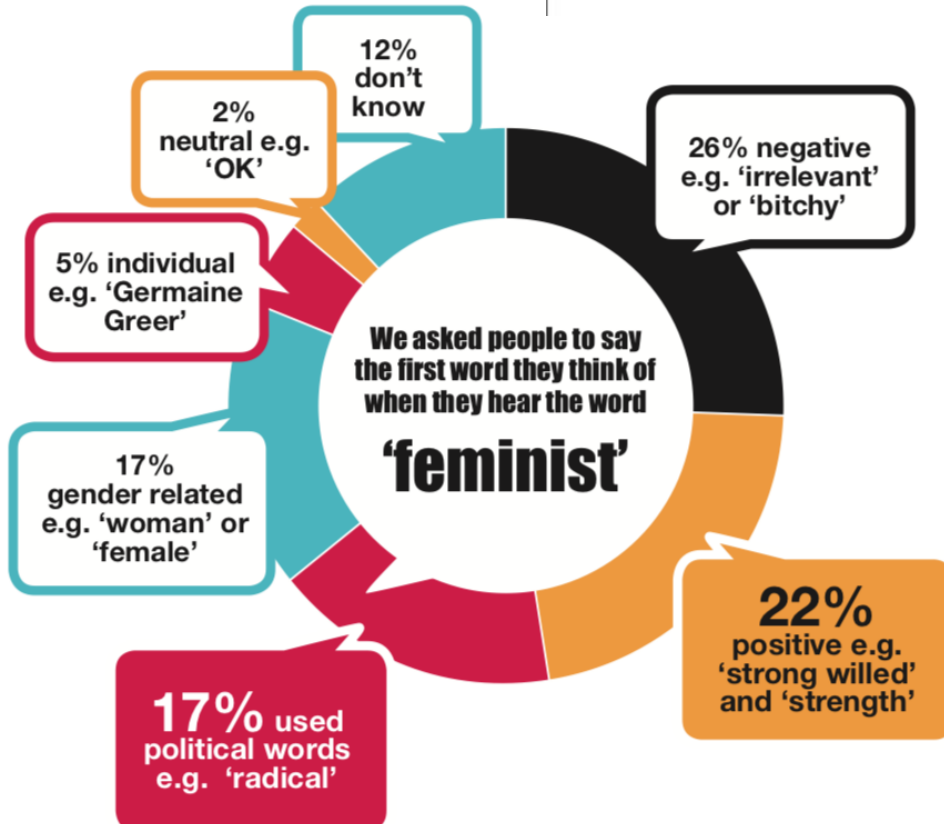 12%
don't
know
2%
neutral e.g.
‘OK’
26% negative
e.g. ‘irrelevant’
or ‘bitchy’
5% individual
e.g. ‘Germaine
Greer’
We asked people to say
the first word they think of
when they hear the word
‘feminist’
17%
gender related
e.g. ‘woman’ or
‘female’
22%
positive e.g.
‘strong willed’
and ‘strength’
17% used
political words
e.g. ‘radical’